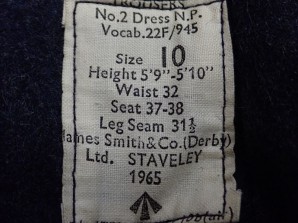 TROUSERS
No.2 Dress N.P.
Vocab.22F/945
Size 10
Height 5'9"-5'10"
Waist 32
Seat 37-38
Leg Seam 31½
James Smith & Co. (Derby)
Ltd. STAVELEY
1965